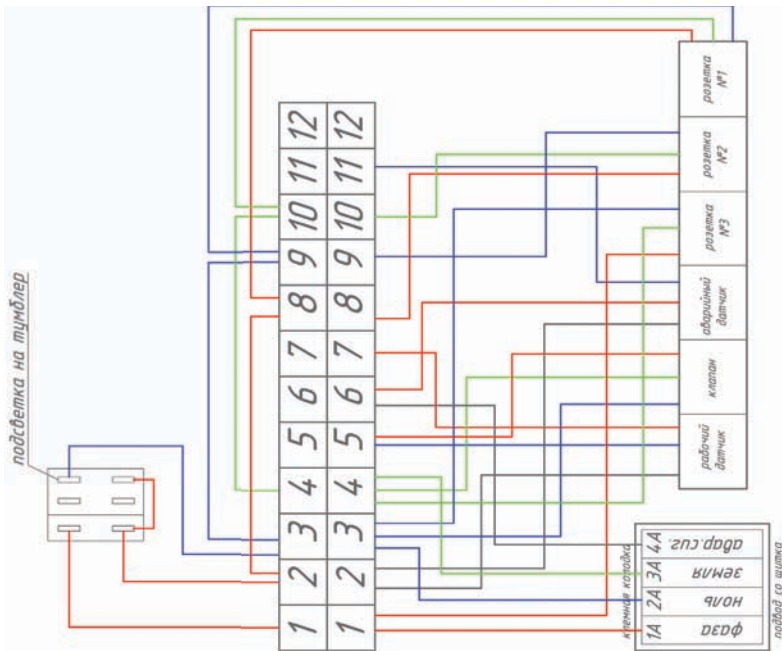 розетка
№1
розетка
№2
розетка
№3
аварийный
датчик
клапан
рабочий
датчик
12
12
11
11
10
10
9
9
8
8
7
7
6
6
5
5
4
4
3
3
2
2
1
1
подсветка на тумблер
клемная колодка
4А
авар.сиг.
3А
земля
2А
ноль
1А
фаза
подвод со щитка